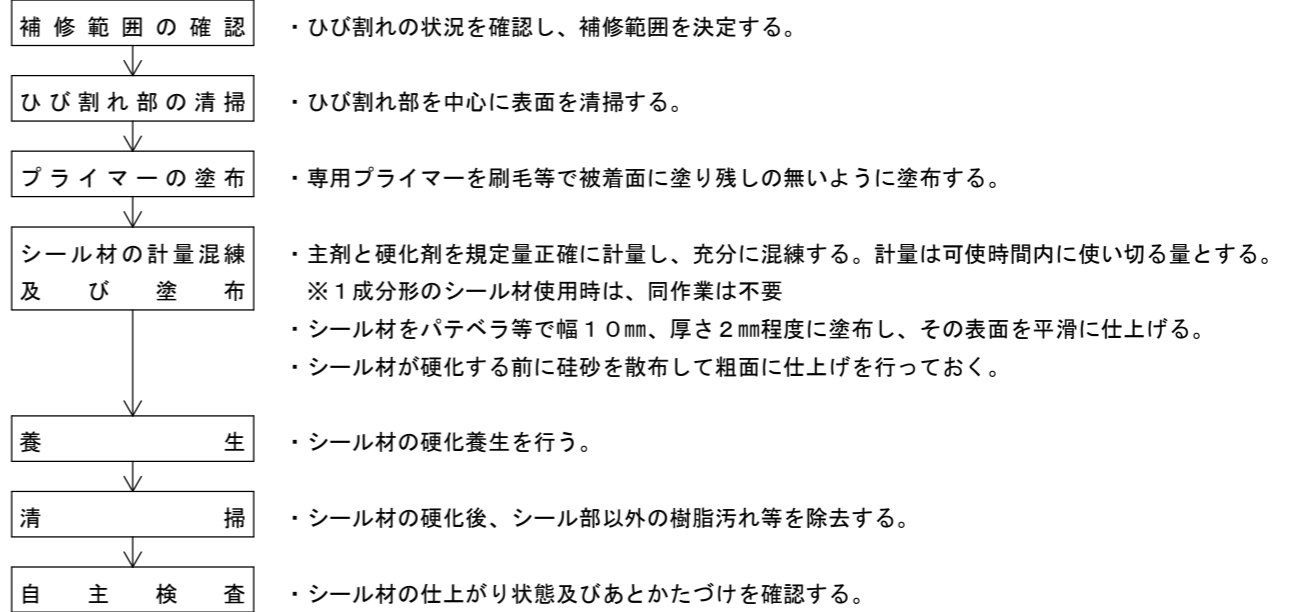 補修範囲の確認 ・ひび割れの状況を確認し、補修範囲を決定する。
ひび割れ部の清掃 ・ひび割れ部を中心に表面を清掃する。
プライマーの塗布 ・専用プライマーを刷毛等で被着面に塗り残しの無いように塗布する。
シール材の計量混練 ・主剤と硬化剤を規定量正確に計量し、充分に混練する。計量は可使時間内に使い切る量とする。
及び塗布 ※１成分形のシール材使用時は、同作業は不要
・シール材をパテベラ等で幅１０㎜、厚さ２㎜程度に塗布し、その表面を平滑に仕上げる。
・シール材が硬化する前に硅砂を散布して粗面に仕上げを行っておく。
養生 ・シール材の硬化養生を行う。
清掃 ・シール材の硬化後、シール部以外の樹脂汚れ等を除去する。
自主検査 ・シール材の仕上がり状態及びあとかたづけを確認する。